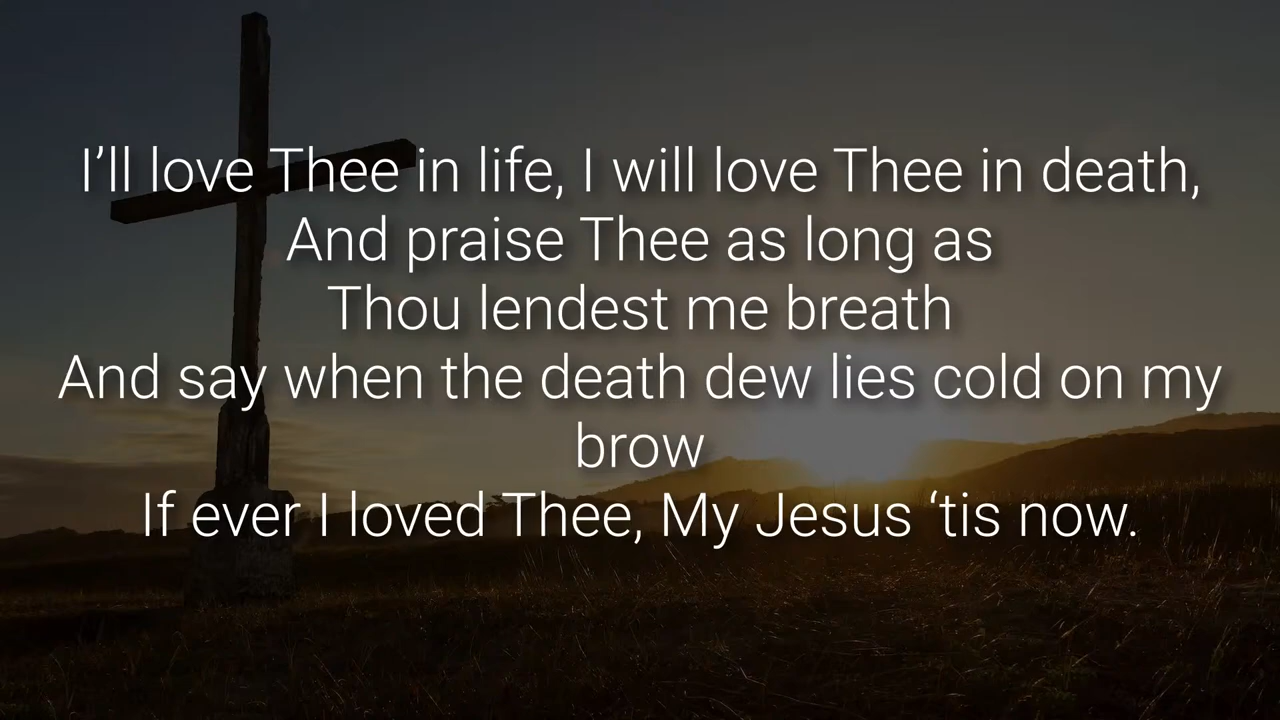 I’ll love Thee in life, I will love Thee in death,
And praise Thee as long as
Thou lendest me breath
And say when the death dew lies cold on my
brow
If ever I loved Thee, My Jesus ‘tis now.